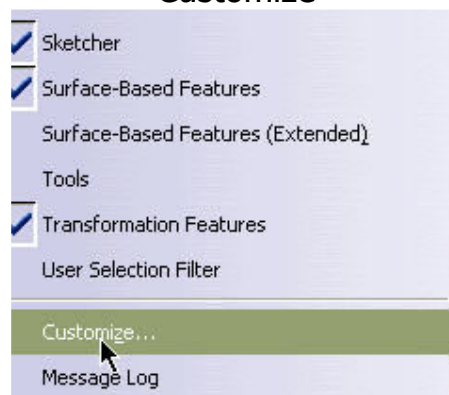 Customize
Sketcher
Surface-Based Features
Surface-Based Features (Extended)
Tools
Transformation Features
User Selection Filter
Customize...
Message Log